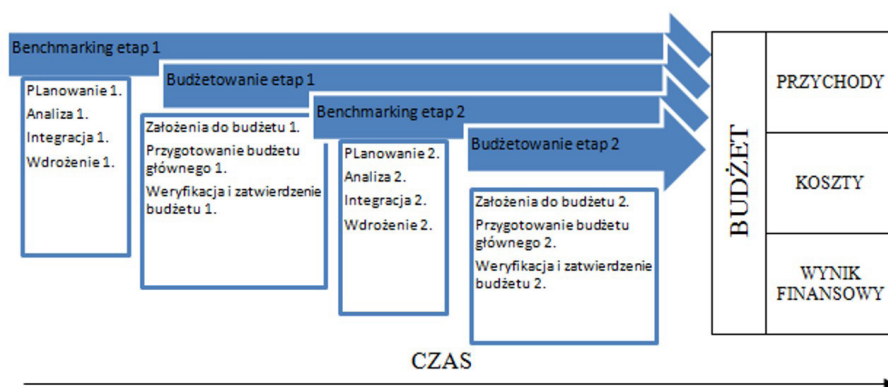 Benchmarking etap 1
PLanowanie 1.
Analiza 1.
Integracja 1.
Wdrożenie 1.
Budżetowanie etap 1
Założenia do budżetu 1.
Przygotowanie budżetu
głównego 1.
Weryfikacja i zatwierdzenie
budżetu 1.
Benchmarking etap 2
PLanowanie 2.
Analiza 2.
Integracja 2.
Wdrożenie 2.
Budżetowanie etap 2
Założenia do budżetu 2.
Przygotowanie budżetu
głównego 2.
Weryfikacja i zatwierdzenie
budżetu 2.
BUDŻET
PRZYCHODY
KOSZTY
WYNIK
FINANSOWY
CZAS